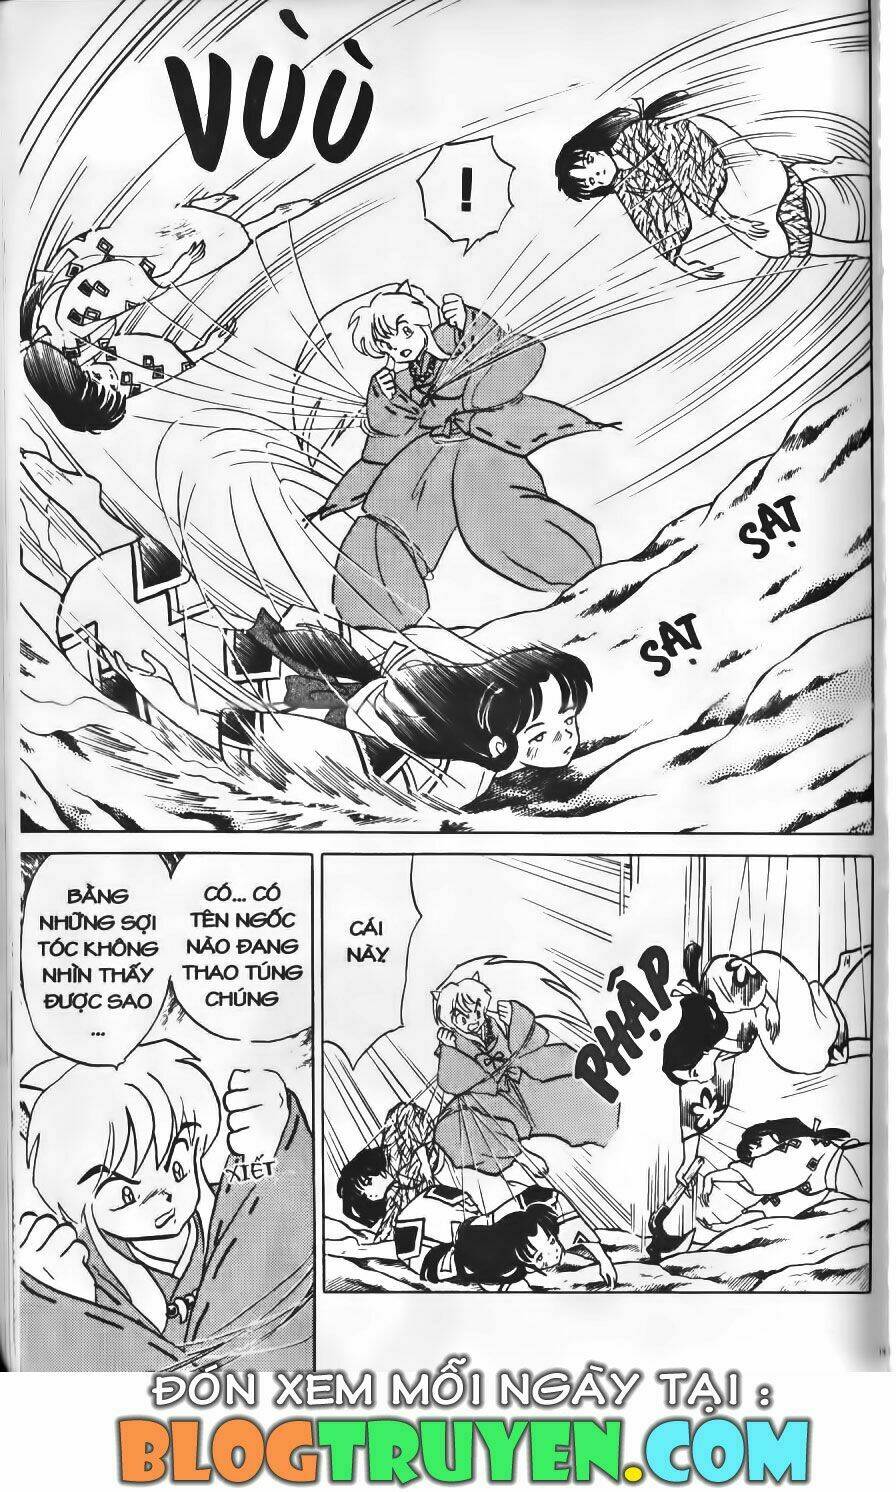 VÙÙ
!
SẠT
SẠT
CÁI
NÀY.
PHẬP
CÓ... CÓ
TÊN NGỐC
NÀO ĐANG
THAO TÚNG
CHÚNG
BẰNG
NHỮNG SỢI
TÓC KHÔNG
NHÌN THẤY
ĐƯỢC SAO
...
XIẾT
ĐÓN XEM MỖI NGÀY TẠI :
BLOGTRUYEN.COM